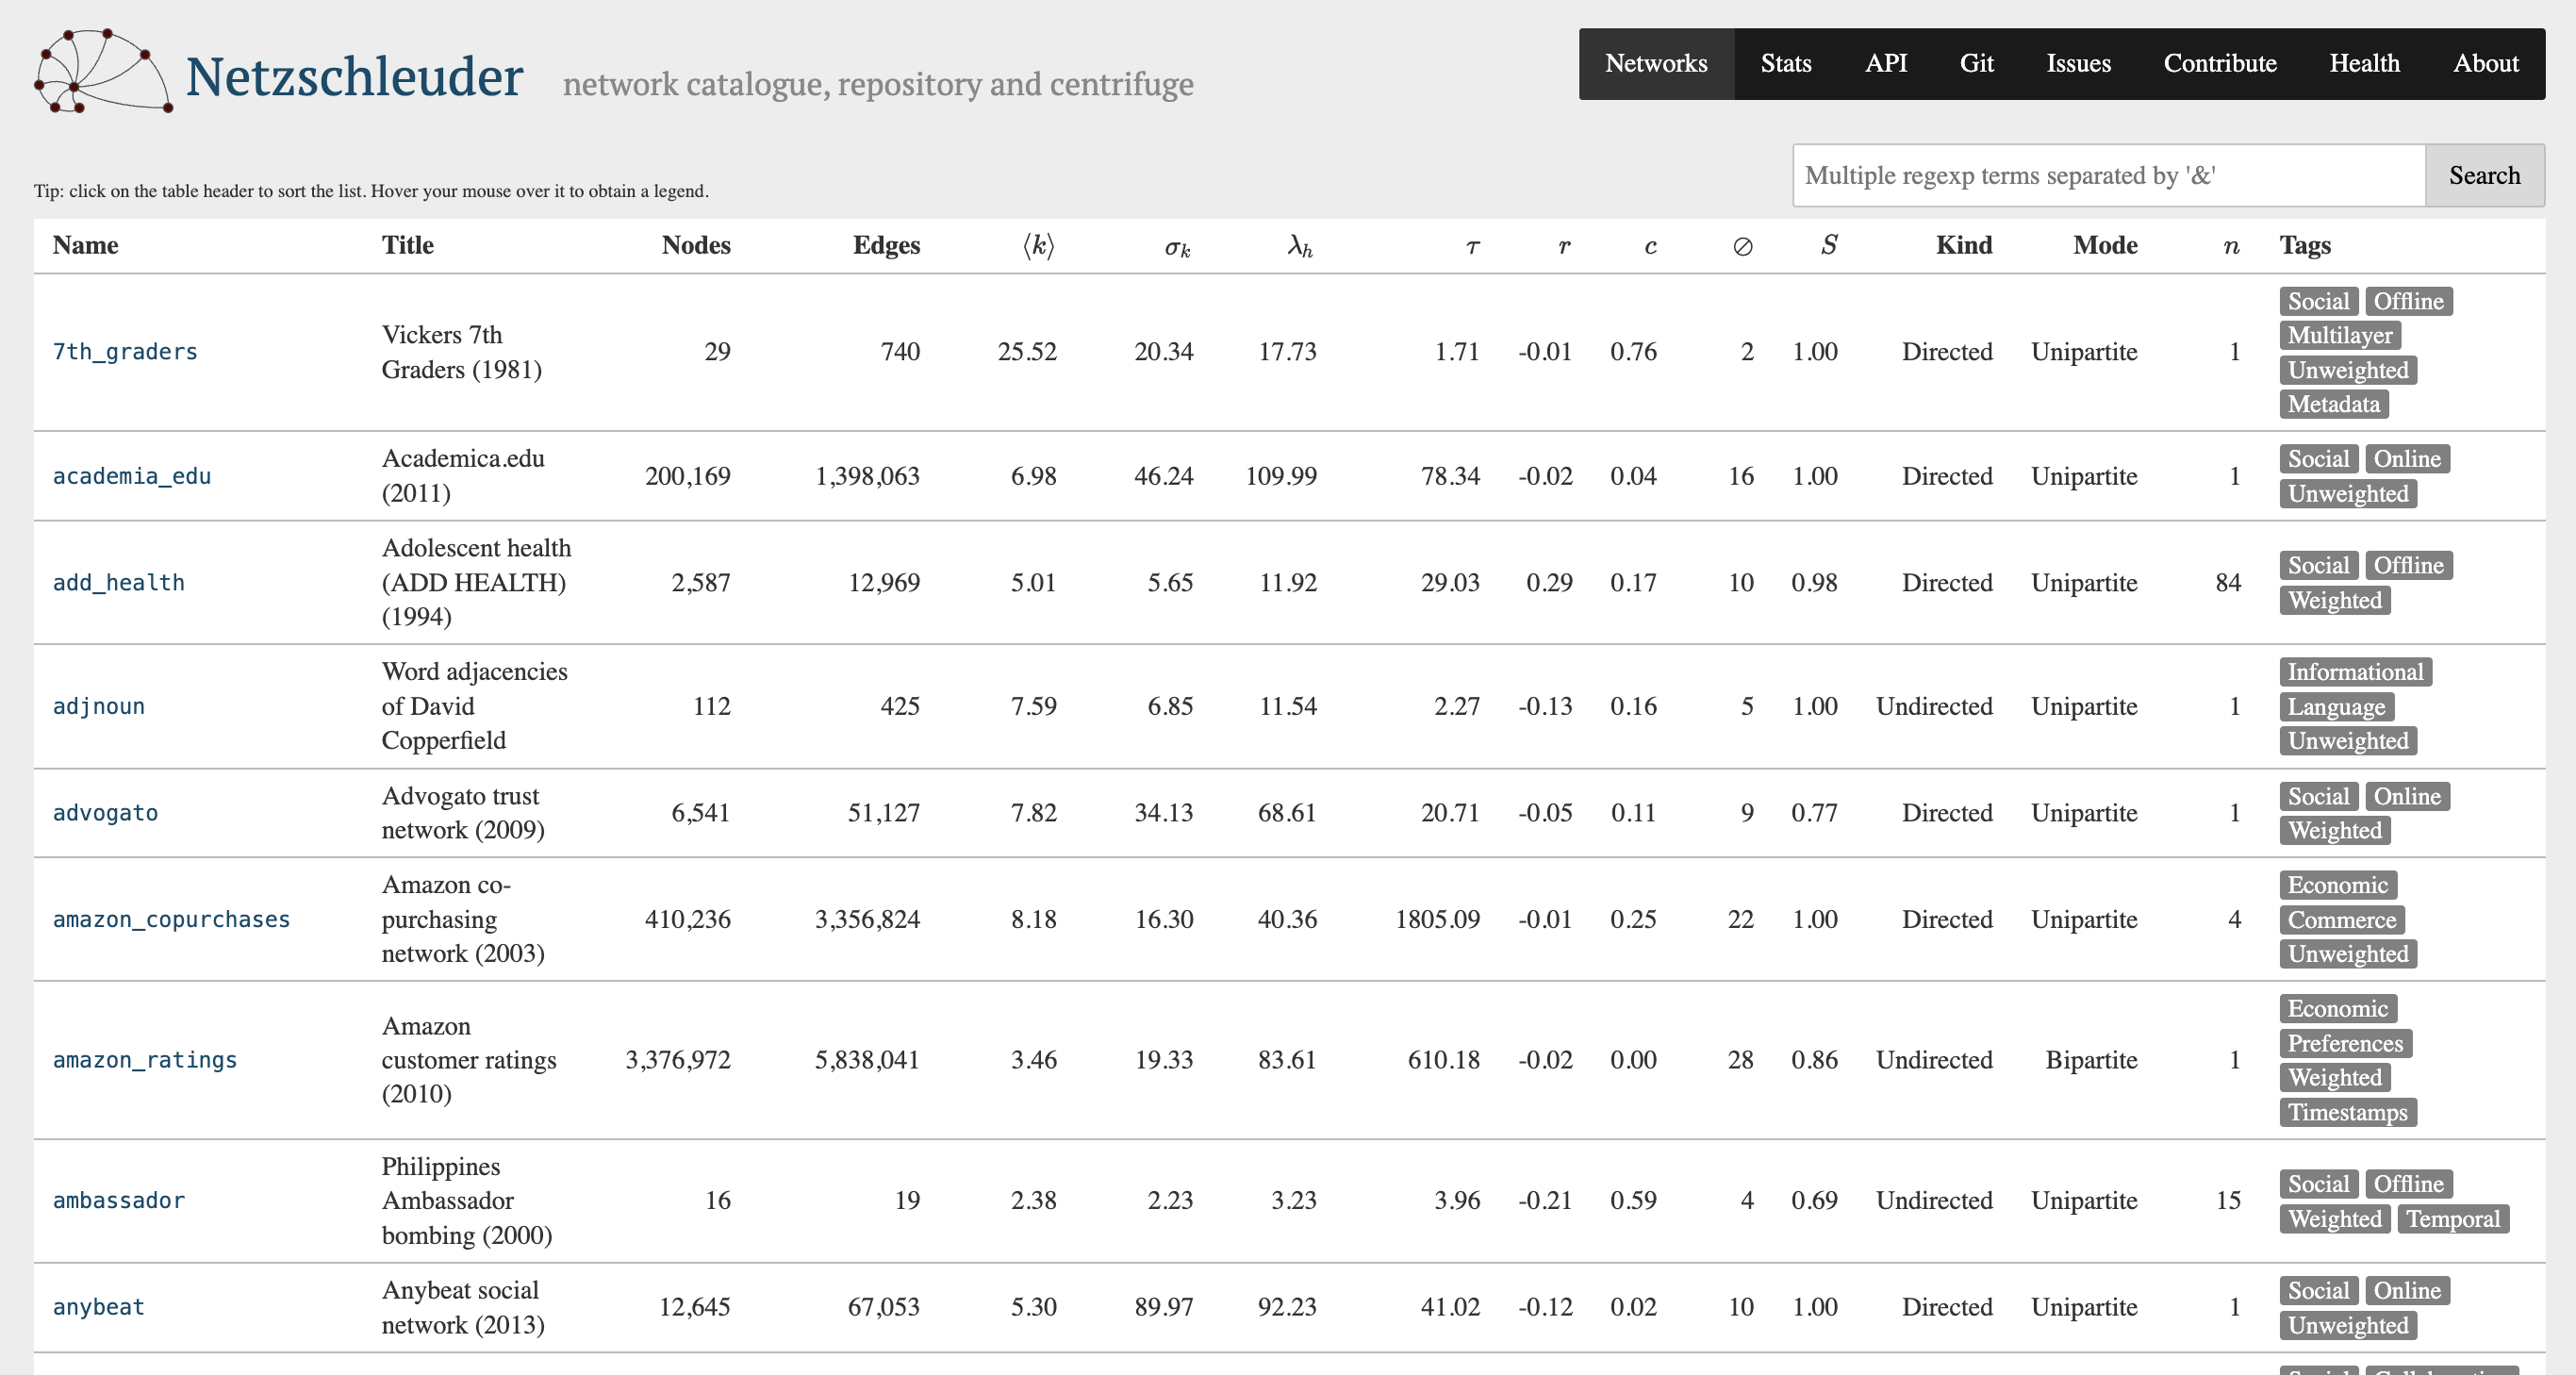 Netzschleuder network catalogue, repository and centrifuge
Networks Stats API Git Issues Contribute Health About
Multiple regexp terms separated by '&' Search
Tip: click on the table header to sort the list. Hover your mouse over it to obtain a legend.
Name Title Nodes Edges ⟨k⟩ σk λh τ r c ⊘ S Kind Mode n Tags
7th_graders
Vickers 7th
Graders (1981)
29 740 25.52 20.34 17.73 1.71 -0.01 0.76 2 1.00 Directed Unipartite 1
Social Offline
Multilayer
Unweighted
Metadata
academia_edu
Academica.edu
(2011)
200,169 1,398,063 6.98 46.24 109.99 78.34 -0.02 0.04 16 1.00 Directed Unipartite 1
Social Online
Unweighted
add_health
Adolescent health
(ADD HEALTH)
(1994)
2,587 12,969 5.01 5.65 11.92 29.03 0.29 0.17 10 0.98 Directed Unipartite 84
Social Offline
Weighted
adjnoun
Word adjacencies
of David
Copperfield
112 425 7.59 6.85 11.54 2.27 -0.13 0.16 5 1.00 Undirected Unipartite 1
Informational
Language
Unweighted
advogato
Advogato trust
network (2009)
6,541 51,127 7.82 34.13 68.61 20.71 -0.05 0.11 9 0.77 Directed Unipartite 1
Social Online
Weighted
amazon_copurchases
Amazon co-
purchasing
network (2003)
410,236 3,356,824 8.18 16.30 40.36 1805.09 -0.01 0.25 22 1.00 Directed Unipartite 4
Economic
Commerce
Unweighted
amazon_ratings
Amazon
customer ratings
(2010)
3,376,972 5,838,041 3.46 19.33 83.61 610.18 -0.02 0.00 28 0.86 Undirected Bipartite 1
Economic
Preferences
Weighted
Timestamps
ambassador
Philippines
Ambassador
bombing (2000)
16 19 2.38 2.23 3.23 3.96 -0.21 0.59 4 0.69 Undirected Unipartite 15
Social Offline
Weighted Temporal
anybeat
Anybeat social
network (2013)
12,645 67,053 5.30 89.97 92.23 41.02 -0.12 0.02 10 1.00 Directed Unipartite 1
Social Online
Unweighted